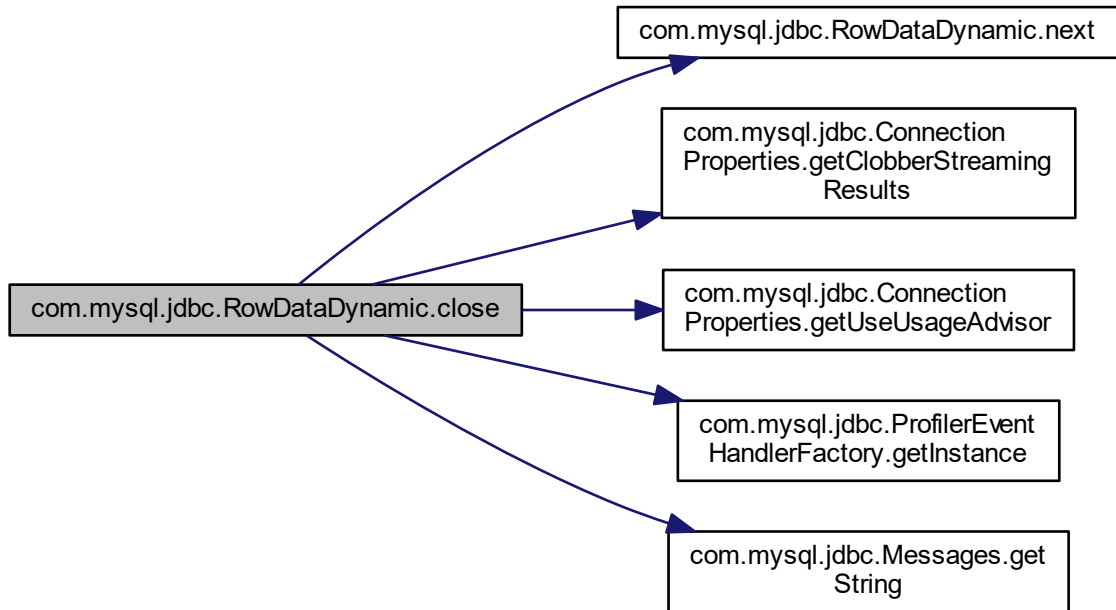 com.mysql.jdbc.RowDataDynamic.next
com.mysql.jdbc.Connection
Properties.getClobberStreaming
Results
com.mysql.jdbc.RowDataDynamic.close
com.mysql.jdbc.Connection
Properties.getUseUsageAdvisor
com.mysql.jdbc.ProfilerEvent
HandlerFactory.getInstance
com.mysql.jdbc.Messages.get
String